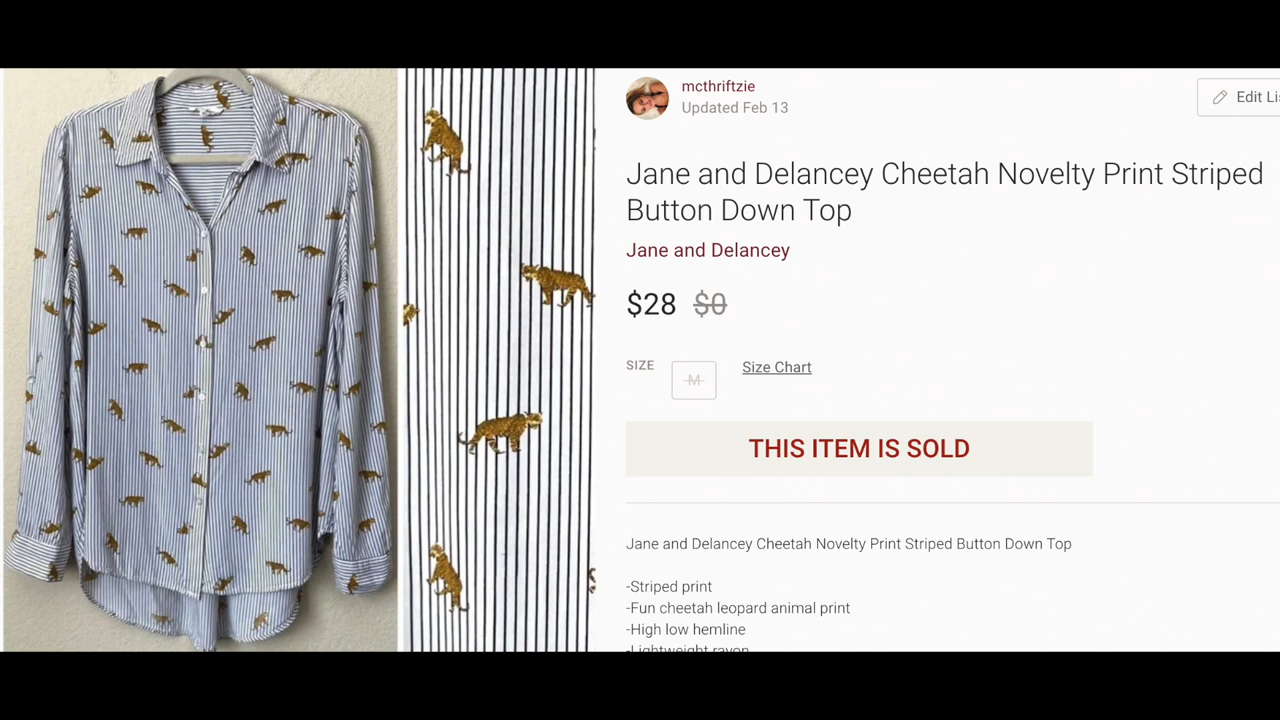 mcthriftzie
Updated Feb 13
Jane and Delancey Cheetah Novelty Print Striped
Button Down Top
Jane and Delancey
$28 $0
SIZE M Size Chart
THIS ITEM IS SOLD
Jane and Delancey Cheetah Novelty Print Striped Button Down Top
-Striped print
-Fun cheetah leopard animal print
-High low hemline
-Lightweight rayon
Edit Li